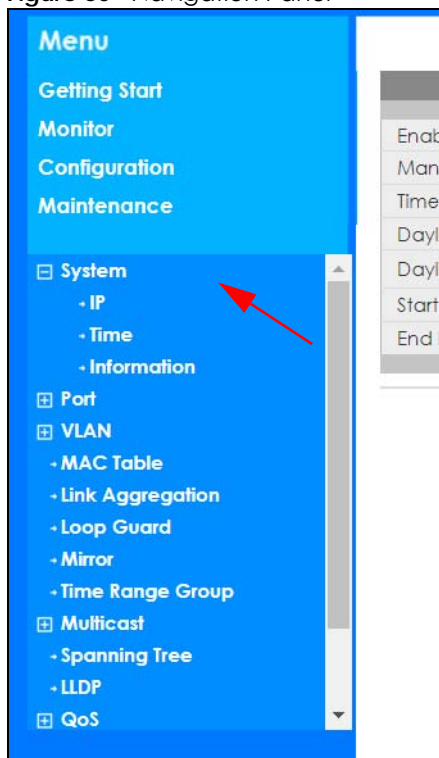 Menu
Getting Start
Monitor
Configuration
Maintenance
System
IP
Time
Information
Port
VLAN
MAC Table
Link Aggregation
Loop Guard
Mirror
Time Range Group
Multicast
Spanning Tree
LLDP
QoS
Enab
Man
Time
Dayl
Dayl
Start
End